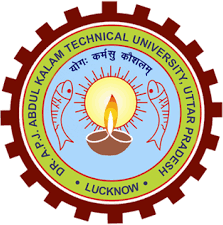 DR. A.P.J. ABDUL KALAM TECHNICAL UNIVERSITY, UTTAR PRADESH
योगः कर्मसु कौशलम्
LUCKNOW